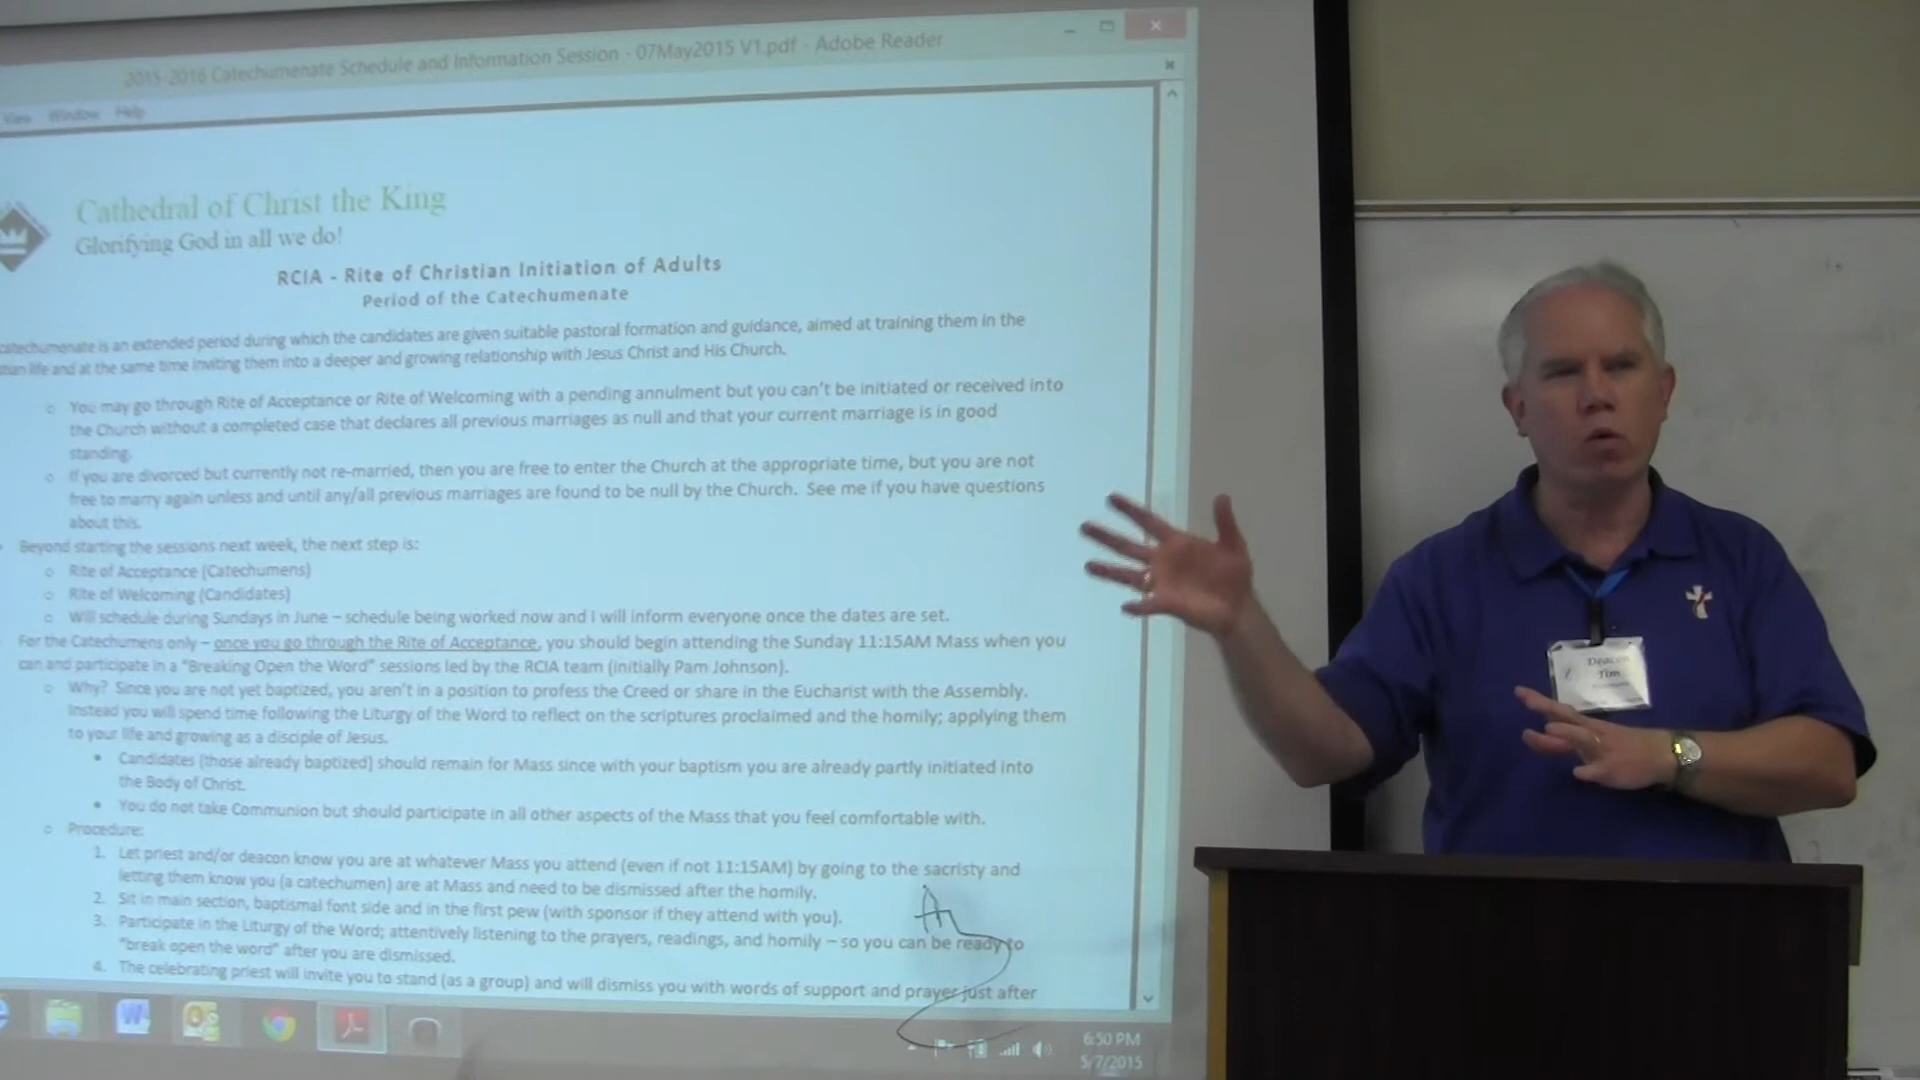 2015-2016 Catechumenate Schedule and Information Session - 07May2015 V1.pdf - Adobe Reader
View Window Help
Cathedral of Christ the King
Glorifying God in all we do!
RCIA - Rite of Christian Initiation of Adults
Period of the Catechumenate
catechumenate is an extended period during which the candidates are given suitable pastoral formation and guidance, aimed at training them in the
life and at the same time inviting them into a deeper and growing relationship with Jesus Christ and His Church.
You may go through Rite of Acceptance or Rite of Welcoming with a pending annulment but you can't be initiated or received into
the Church without a completed case that declares all previous marriages as null and that your current marriage is in good
standing.
If you are divorced but currently not re-married, then you are free to enter the Church at the appropriate time, but you are not
free to marry again unless and until any/all previous marriages are found to be null by the Church. See me if you have questions
about this.
Beyond starting the sessions next week, the next step is:
Rite of Acceptance (Catechumens)
Rite of Welcoming (Candidates)
Will schedule during Sundays in June – schedule being worked now and I will inform everyone once the dates are set.
For the Catechumens only – once you go through the Rite of Acceptance, you should begin attending the Sunday 11:15AM Mass when you
can and participate in a "Breaking Open the Word" sessions led by the RCIA team (initially Pam Johnson).
Why? Since you are not yet baptized, you aren't in a position to profess the Creed or share in the Eucharist with the Assembly.
Instead you will spend time following the Liturgy of the Word to reflect on the scriptures proclaimed and the homily; applying them
to your life and growing as a disciple of Jesus.
Candidates (those already baptized) should remain for Mass since with your baptism you are already partly initiated into
the Body of Christ.
You do not take Communion but should participate in all other aspects of the Mass that you feel comfortable with.
Procedure:
1. Let priest and/or deacon know you are at whatever Mass you attend (even if not 11:15AM) by going to the sacristy and
letting them know you (a catechumen) are at Mass and need to be dismissed after the homily.
2. Sit in main section, baptismal font side and in the first pew (with sponsor if they attend with you).
3. Participate in the Liturgy of the Word; attentively listening to the prayers, readings, and homily – so you can be ready to
"break open the word" after you are dismissed.
4. The celebrating priest will invite you to stand (as a group) and will dismiss you with words of support and prayer just after
6:50 PM
5/7/2015
Deacon
Tim